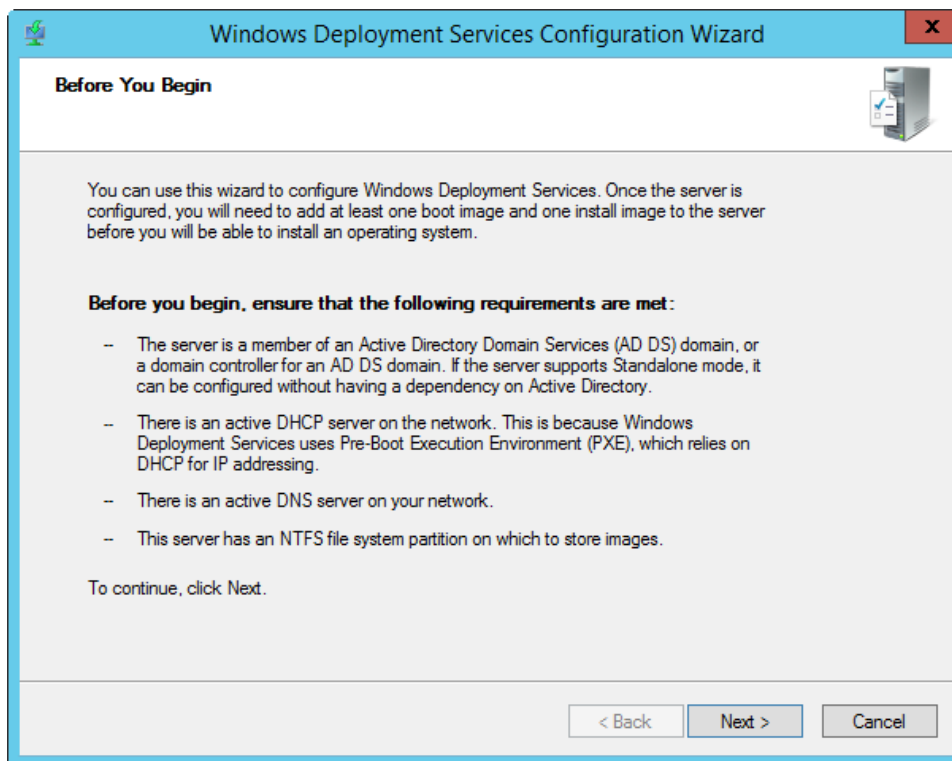 Windows Deployment Services Configuration Wizard
x
Before You Begin
You can use this wizard to configure Windows Deployment Services. Once the server is
configured, you will need to add at least one boot image and one install image to the server
before you will be able to install an operating system.
Before you begin, ensure that the following requirements are met:
-- The server is a member of an Active Directory Domain Services (AD DS) domain, or
a domain controller for an AD DS domain. If the server supports Standalone mode, it
can be configured without having a dependency on Active Directory.
-- There is an active DHCP server on the network. This is because Windows
Deployment Services uses Pre-Boot Execution Environment (PXE), which relies on
DHCP for IP addressing.
-- There is an active DNS server on your network.
-- This server has an NTFS file system partition on which to store images.
To continue, click Next.
< Back Next > Cancel